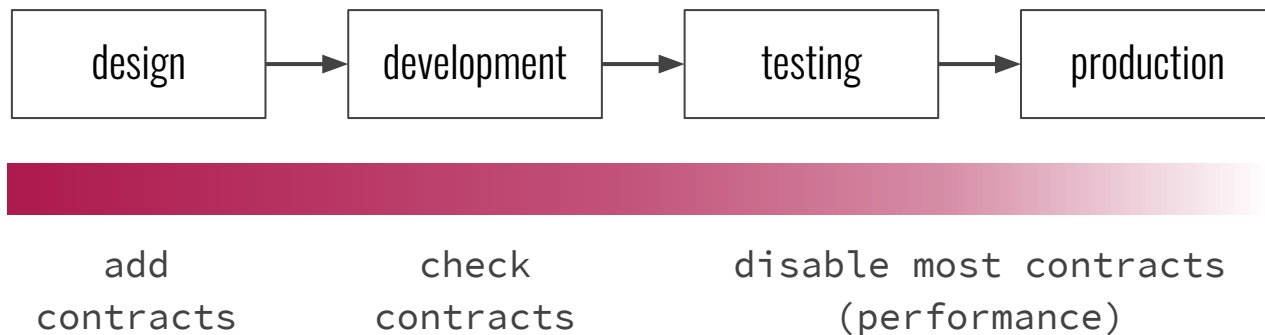 design
development
testing
production
add
contracts
check
contracts
disable most contracts
(performance)